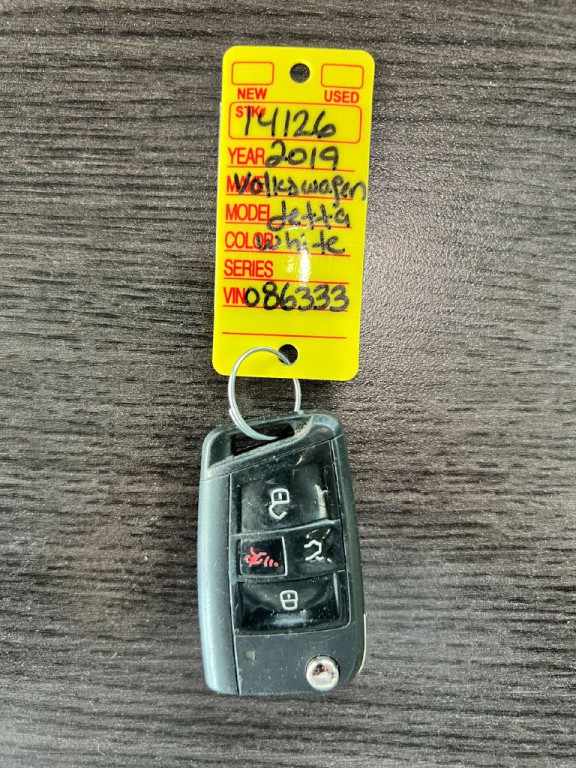 NEW USED
STK# 14126
YEAR 2019
MAKE Volkswagen
MODEL Jetta
COLOR white
SERIES
VIN 086333